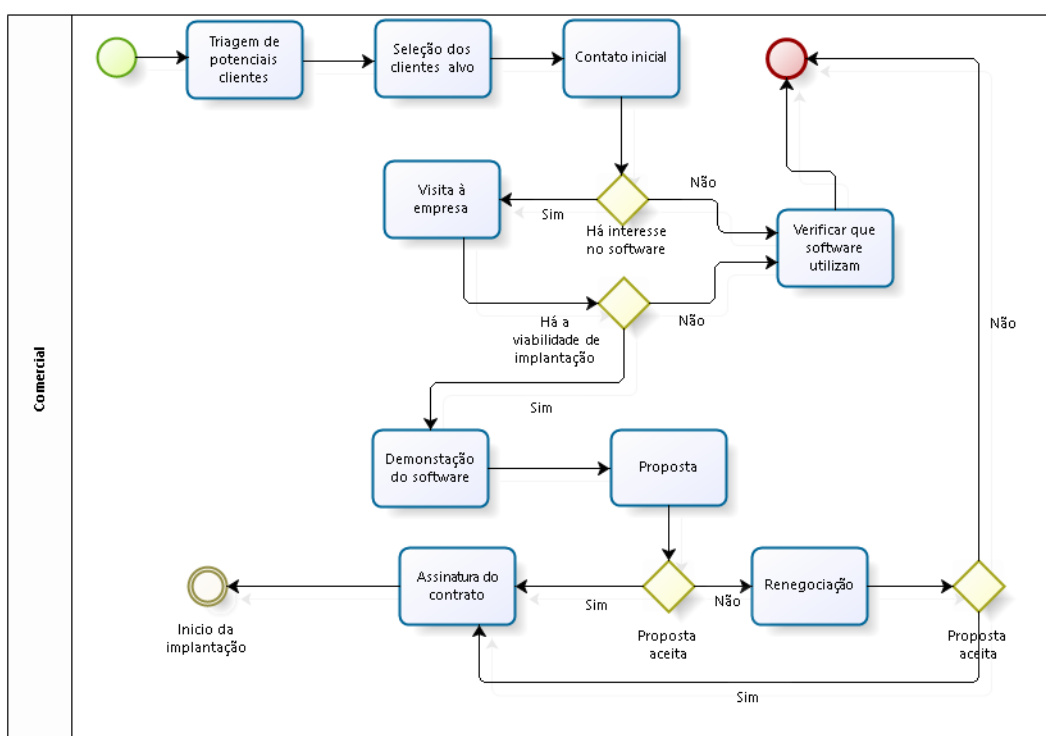 Comercial
Triagem de
potenciais
clientes
Seleção dos
clientes alvo
Contato inicial
Visita à
empresa
Sim
Não
Há interesse
no software
Verificar que
software
utilizam
Há a
viabilidade de
implantação
Não
Sim
Não
Demonstação
do software
Proposta
Inicio da
implantação
Assinatura do
contrato
Sim
Proposta
aceita
Não
Renegociação
Proposta
aceita
Sim